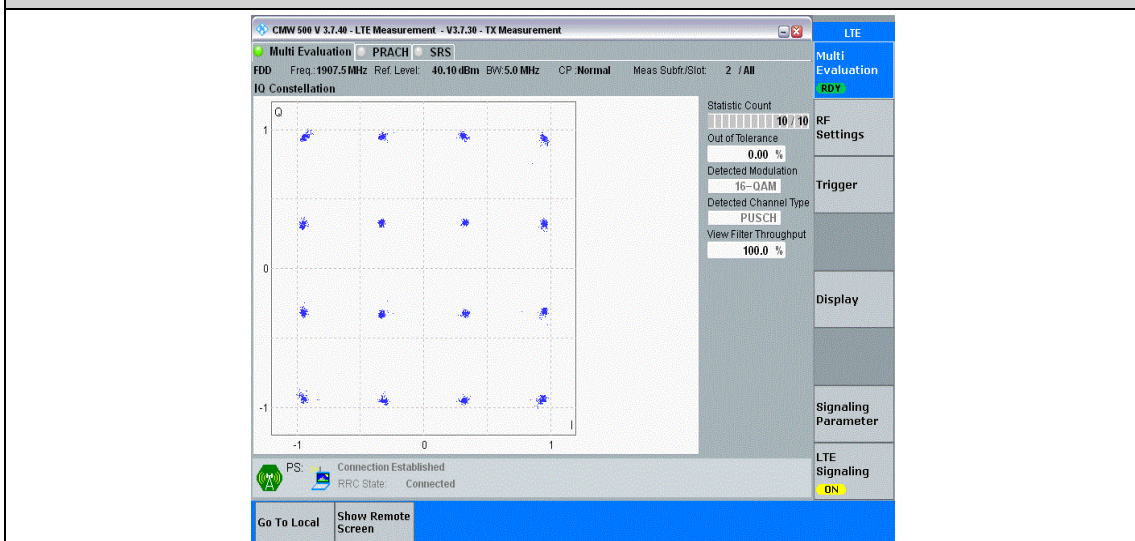 CMW 500 V 3.7.40 - LTE Measurement - V3.7.30 - TX Measurement
LTE
Multi Evaluation PRACH SRS
FDD Freq.:1907.5 MHz Ref. Level: 40.10 dBm BW:5.0 MHz CP :Normal Meas Subfr./Slot: 2 / All
IQ Constellation
Q
1
0
-1
-1 0 1
I
Statistic Count
10 / 10
Out of Tolerance
0.00 %
Detected Modulation
16-QAM
Detected Channel Type
PUSCH
View Filter Throughput
100.0 %
Multi
Evaluation
RDY
RF
Settings
Trigger
Display
Signaling
Parameter
LTE
Signaling
ON
PS: Connection Established
RRC State: Connected
Go To Local
Show Remote
Screen